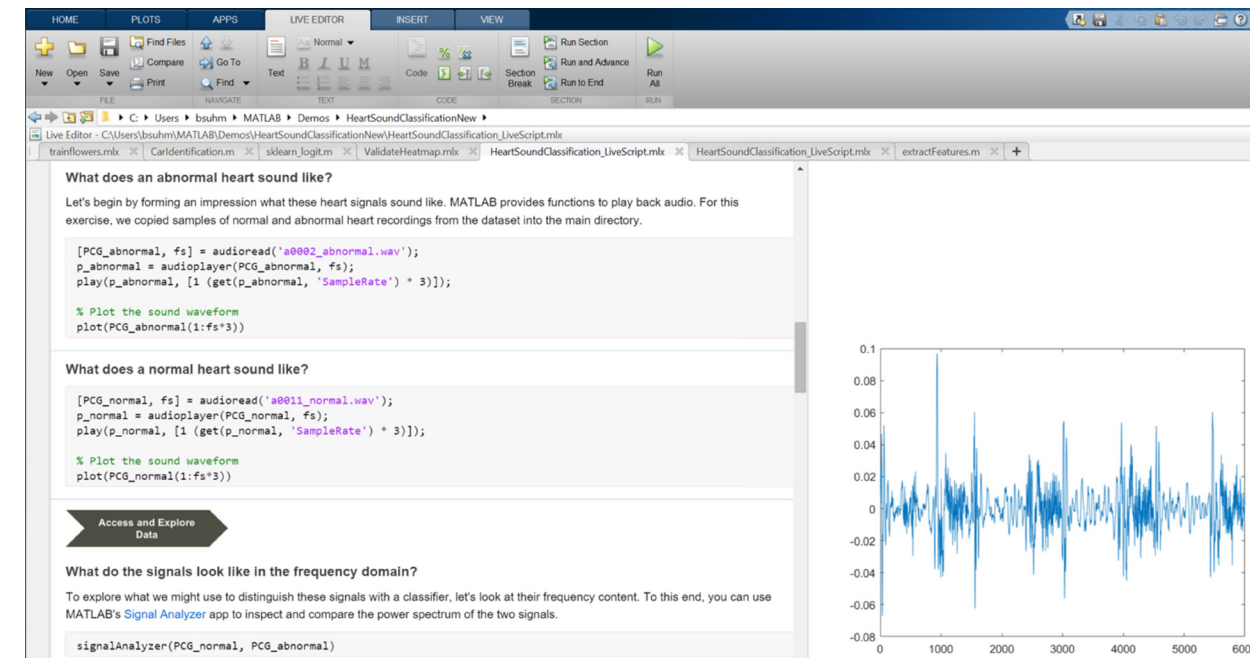 HOME PLOTS APPS LIVE EDITOR INSERT VIEW
New Open Save Find Files Compare Print
FILE
Go To Find
NAVIGATE
Text Aa Normal B I U M
TEXT
Code
CODE
Section Break Run Section Run and Advance Run to End
SECTION
Run All
RUN
C: Users bsuhm MATLAB Demos HeartSoundClassificationNew
Live Editor - C:\Users\bsuhm\MATLAB\Demos\HeartSoundClassificationNew\HeartSoundClassification_LiveScript.mlx
trainflowers.mlx CarIdentification.m sklearn_logit.m ValidateHeatmap.mlx HeartSoundClassification_LiveScript.mlx HeartSoundClassification_LiveScript.mlx extractFeatures.m +
What does an abnormal heart sound like?
Let's begin by forming an impression what these heart signals sound like. MATLAB provides functions to play back audio. For this
exercise, we copied samples of normal and abnormal heart recordings from the dataset into the main directory.
[PCG_abnormal, fs] = audioread('a0002_abnormal.wav');
p_abnormal = audioplayer(PCG_abnormal, fs);
play(p_abnormal, [1 (get(p_abnormal, 'SampleRate') * 3)]);
% Plot the sound waveform
plot(PCG_abnormal(1:fs*3))
What does a normal heart sound like?
[PCG_normal, fs] = audioread('a0011_normal.wav');
p_normal = audioplayer(PCG_normal, fs);
play(p_normal, [1 (get(p_normal, 'SampleRate') * 3)]);
% Plot the sound waveform
plot(PCG_normal(1:fs*3))
Access and Explore
Data
What do the signals look like in the frequency domain?
To explore what we might use to distinguish these signals with a classifier, let's look at their frequency content. To this end, you can use
MATLAB's Signal Analyzer app to inspect and compare the power spectrum of the two signals.
signalAnalyzer(PCG_normal, PCG_abnormal)
0.1
0.08
0.06
0.04
0.02
0
-0.02
-0.04
-0.06
-0.08
0 1000 2000 3000 4000 5000 600